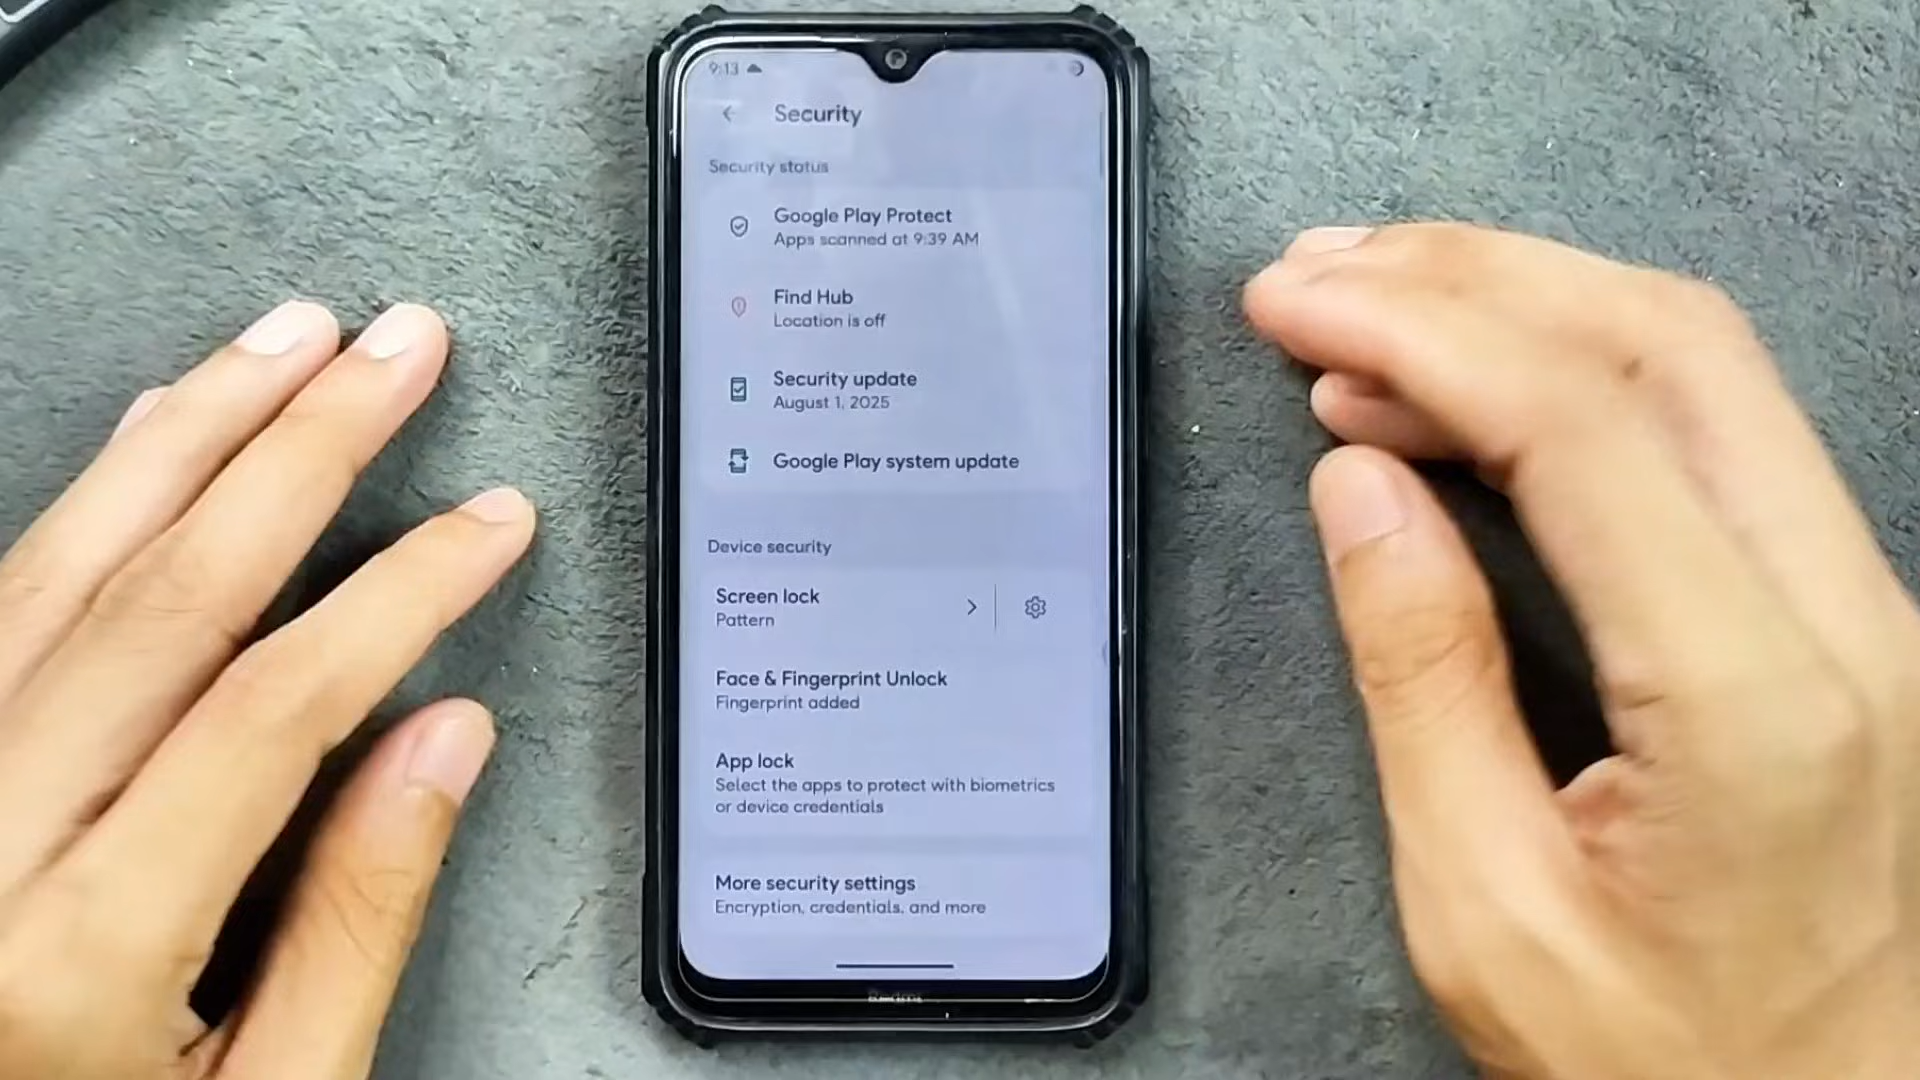 9:13
Security
Security status
Google Play Protect
Apps scanned at 9:39 AM
Find Hub
Location is off
Security update
August 1, 2025
Google Play system update
Device security
Screen lock
Pattern
Face & Fingerprint Unlock
Fingerprint added
App lock
Select the apps to protect with biometrics
or device credentials
More security settings
Encryption, credentials, and more